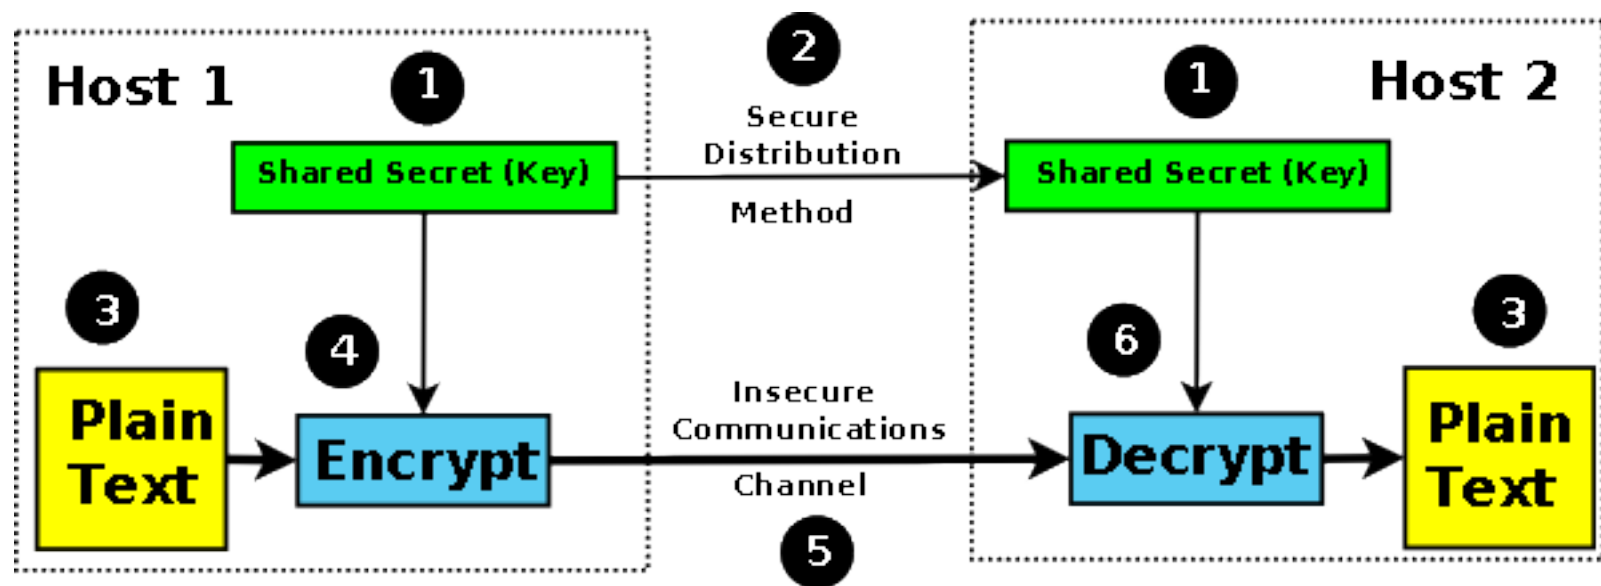 Host 1
1
2
1
Host 2
Secure
Distribution
Method
Shared Secret (Key)
Shared Secret (Key)
3
4
6
3
Plain
Text
Encrypt
Insecure
Communications
Channel
5
Decrypt
Plain
Text